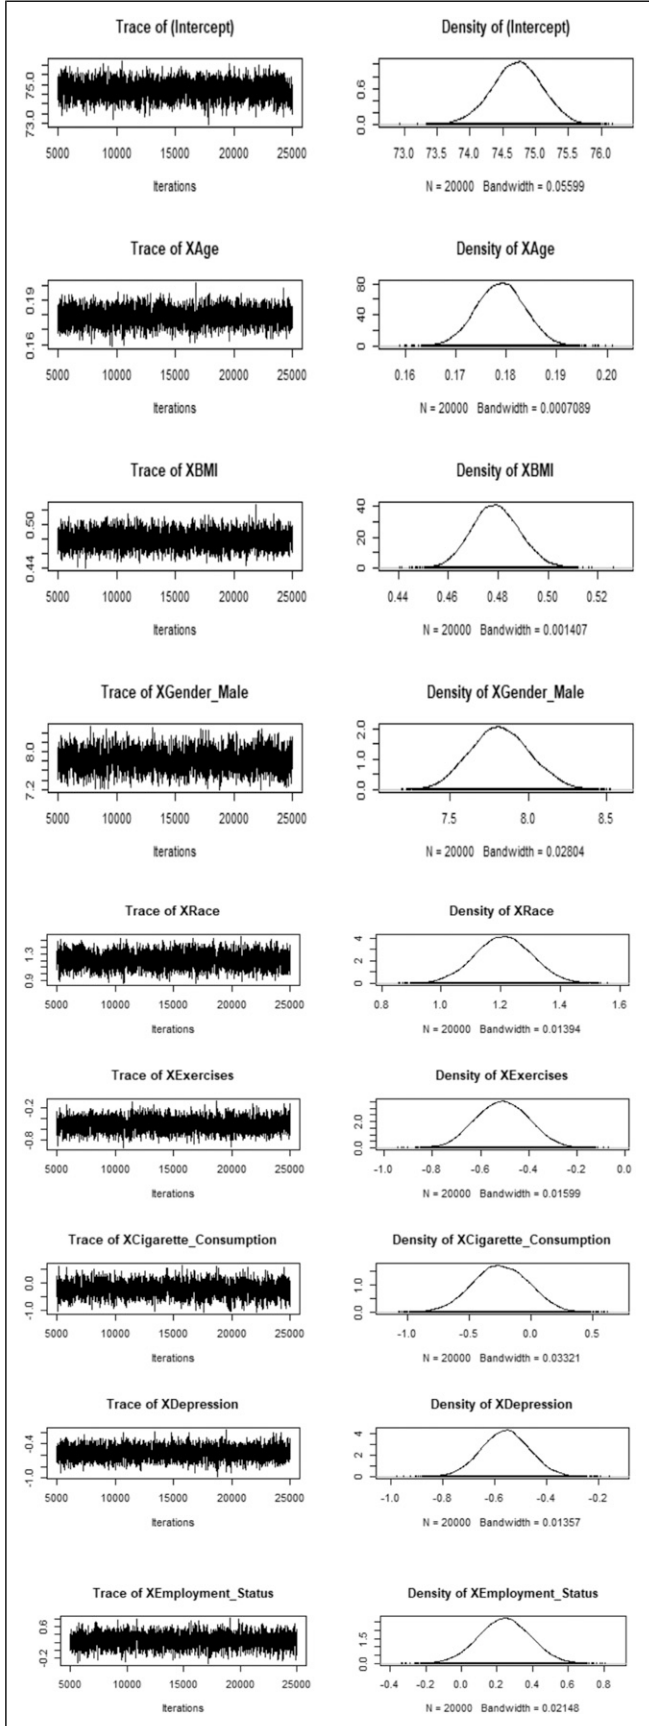 Trace of (Intercept)
Density of (Intercept)
75.0
73.0
5000 10000 15000 20000 25000
Iterations
0.6
0.0
73.0 73.5 74.0 74.5 75.0 75.5 76.0
N = 20000 Bandwidth = 0.05599
Trace of XAge
Density of XAge
0.19
0.16
5000 10000 15000 20000 25000
Iterations
80
40
0
0.16 0.17 0.18 0.19 0.20
N = 20000 Bandwidth = 0.0007089
Trace of XBMI
Density of XBMI
0.50
0.44
5000 10000 15000 20000 25000
Iterations
40
20
0
0.44 0.46 0.48 0.50 0.52
N = 20000 Bandwidth = 0.001407
Trace of XGender_Male
Density of XGender_Male
8.0
7.2
5000 10000 15000 20000 25000
Iterations
2.0
1.0
0.0
7.5 8.0 8.5
N = 20000 Bandwidth = 0.02804
Trace of XRace
Density of XRace
1.3
0.9
5000 10000 15000 20000 25000
Iterations
4
2
0
0.8 1.0 1.2 1.4 1.6
N = 20000 Bandwidth = 0.01394
Trace of XExercises
Density of XExercises
-0.2
-0.8
5000 10000 15000 20000 25000
Iterations
2.0
0.0
-1.0 -0.8 -0.6 -0.4 -0.2 0.0
N = 20000 Bandwidth = 0.01599
Trace of XCigarette_Consumption
Density of XCigarette_Consumption
0.0
-1.0
5000 10000 15000 20000 25000
Iterations
1.0
0.0
-1.0 -0.5 0.0 0.5
N = 20000 Bandwidth = 0.03321
Trace of XDepression
Density of XDepression
-0.4
-1.0
5000 10000 15000 20000 25000
Iterations
4
2
0
-1.0 -0.8 -0.6 -0.4 -0.2
N = 20000 Bandwidth = 0.01357
Trace of XEmployment_Status
Density of XEmployment_Status
0.6
-0.2
5000 10000 15000 20000 25000
Iterations
1.5
0.0
-0.4 -0.2 0.0 0.2 0.4 0.6 0.8
N = 20000 Bandwidth = 0.02148